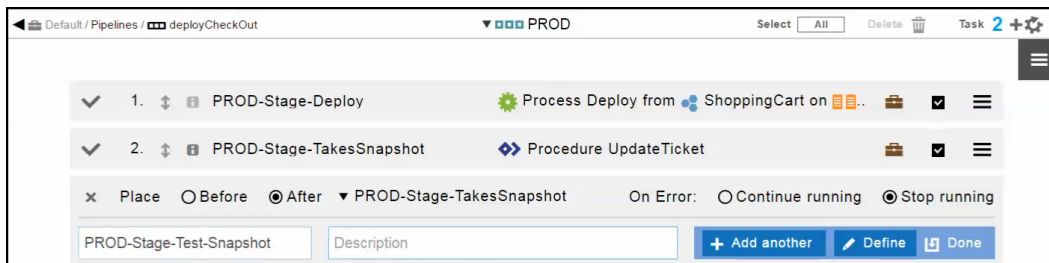 Default / Pipelines / deployCheckOut PROD Select All Delete Task 2
1. PROD-Stage-Deploy Process Deploy from ShoppingCart on ..
2. PROD-Stage-TakesSnapshot Procedure UpdateTicket
Place Before After PROD-Stage-TakesSnapshot On Error: Continue running Stop running
PROD-Stage-Test-Snapshot Description Add another Define Done